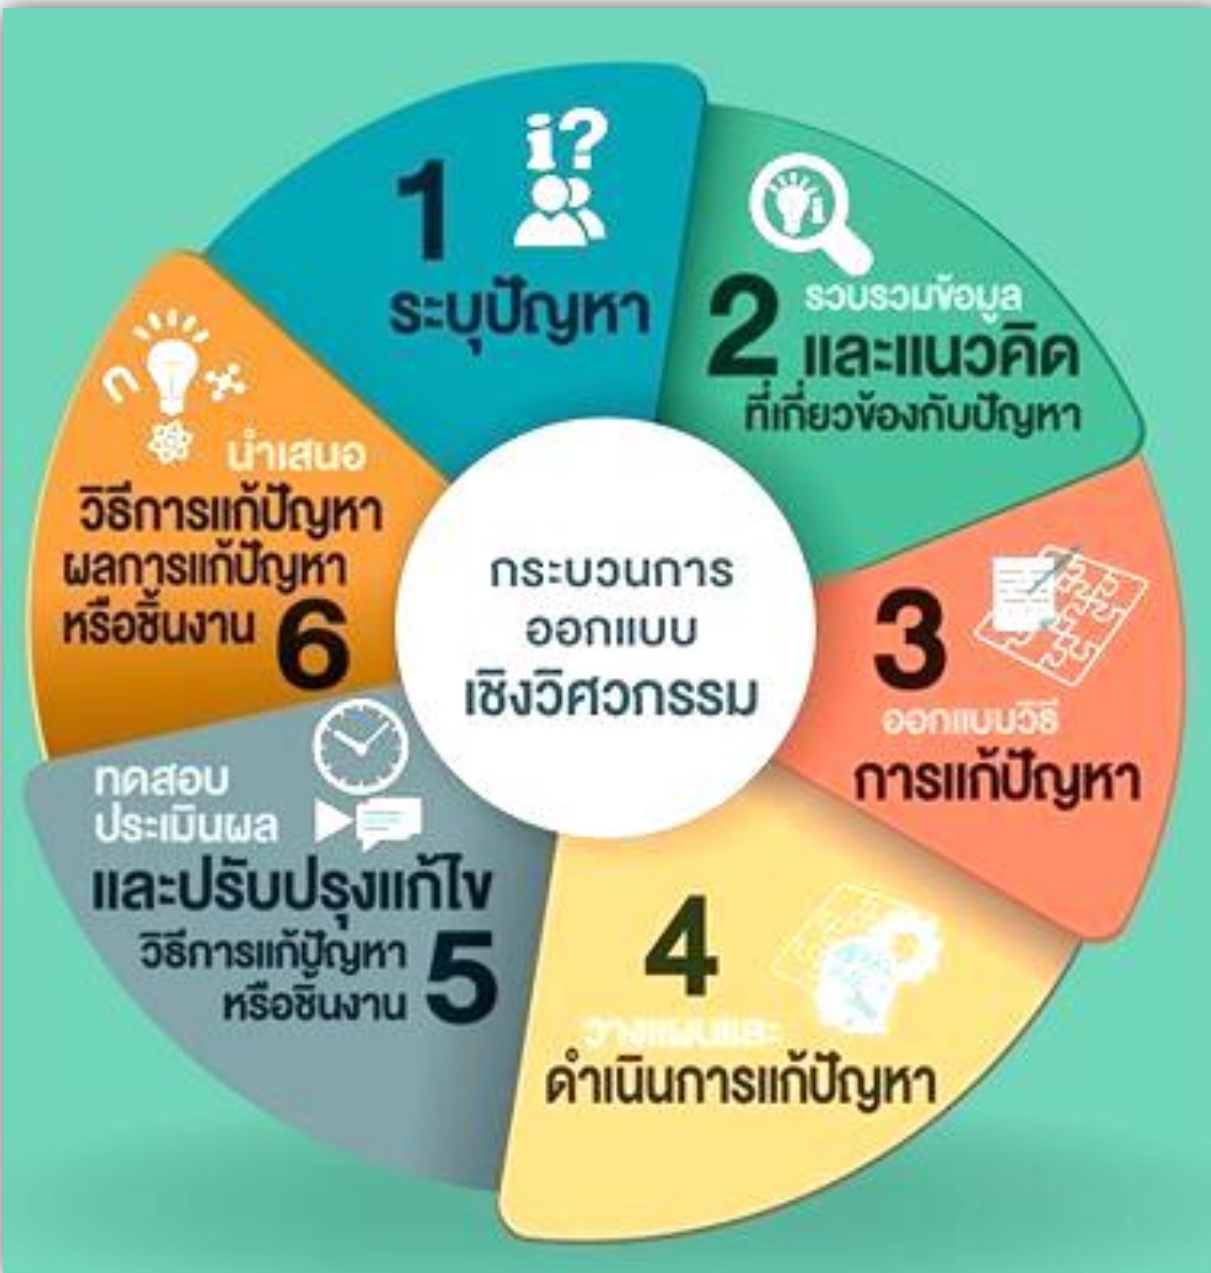 กระบวนการ
ออกแบบ
เชิงวิศวกรรม
i?
1
ระบุปัญหา
i
2
รวบรวมข้อมูล
และแนวคิด
ที่เกี่ยวข้องกับปัญหา
3
ออกแบบวิธี
การแก้ปัญหา
4
วางแผนและ
ดำเนินการแก้ปัญหา
ทดสอบ
ประเมินผล
และปรับปรุงแก้ไข
วิธีการแก้ปัญหา
หรือชิ้นงาน 5
นำเสนอ
วิธีการแก้ปัญหา
ผลการแก้ปัญหา
หรือชิ้นงาน 6